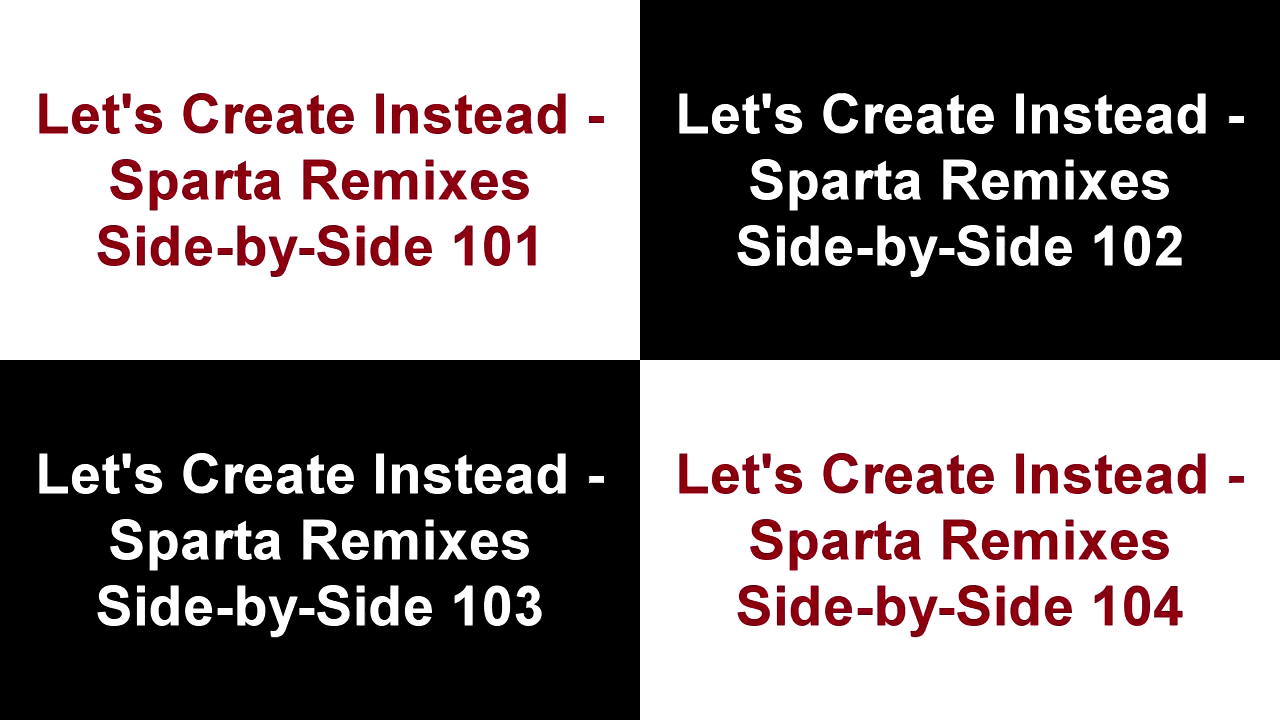 Let's Create Instead -
Sparta Remixes
Side-by-Side 101
Let's Create Instead -
Sparta Remixes
Side-by-Side 102
Let's Create Instead -
Sparta Remixes
Side-by-Side 103
Let's Create Instead -
Sparta Remixes
Side-by-Side 104